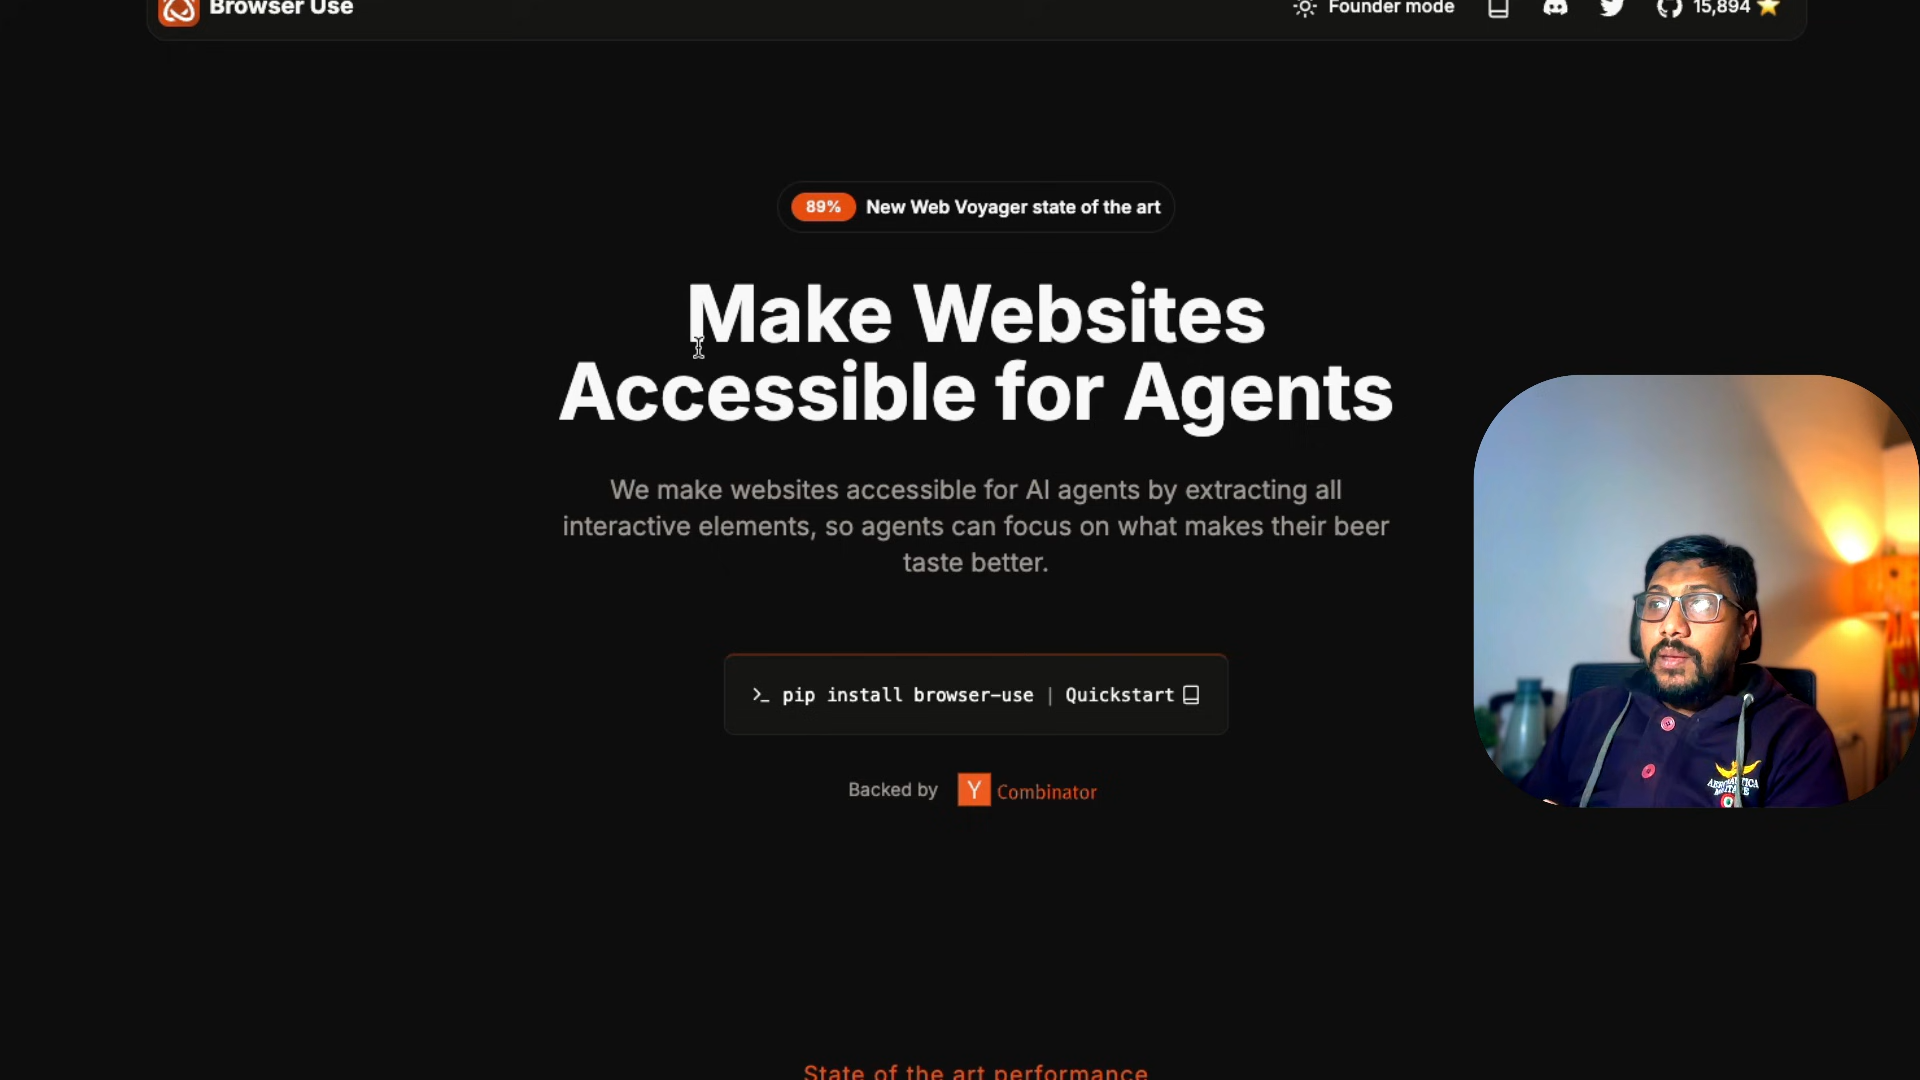 Browser Use
Founder mode
15,894
89% New Web Voyager state of the art
Make Websites
Accessible for Agents
We make websites accessible for AI agents by extracting all
interactive elements, so agents can focus on what makes their beer
taste better.
>_ pip install browser-use | Quickstart
Backed by Y Combinator
State of the art performance